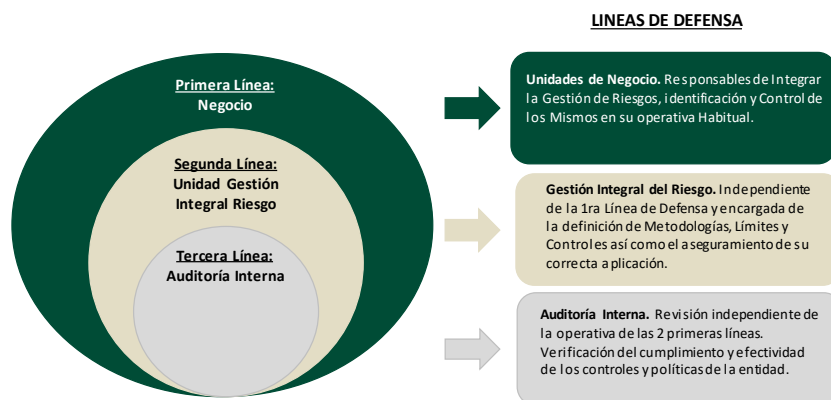 LINEAS DE DEFENSA
Primera Línea:
Negocio
Segunda Línea:
Unidad Gestión
Integral Riesgo
Tercera Línea:
Auditoría Interna
Unidades de Negocio. Responsables de Integrar
la Gestión de Riesgos, identificación y Control de
los Mismos en su operativa Habitual.
Gestión Integral del Riesgo. Independiente
de la 1ra Línea de Defensa y encargada de
la definición de Metodologías, Límites y
Controles así como el aseguramiento de su
correcta aplicación.
Auditoría Interna. Revisión independiente de
la operativa de las 2 primeras líneas.
Verificación del cumplimiento y efectividad
de los controles y políticas de la entidad.